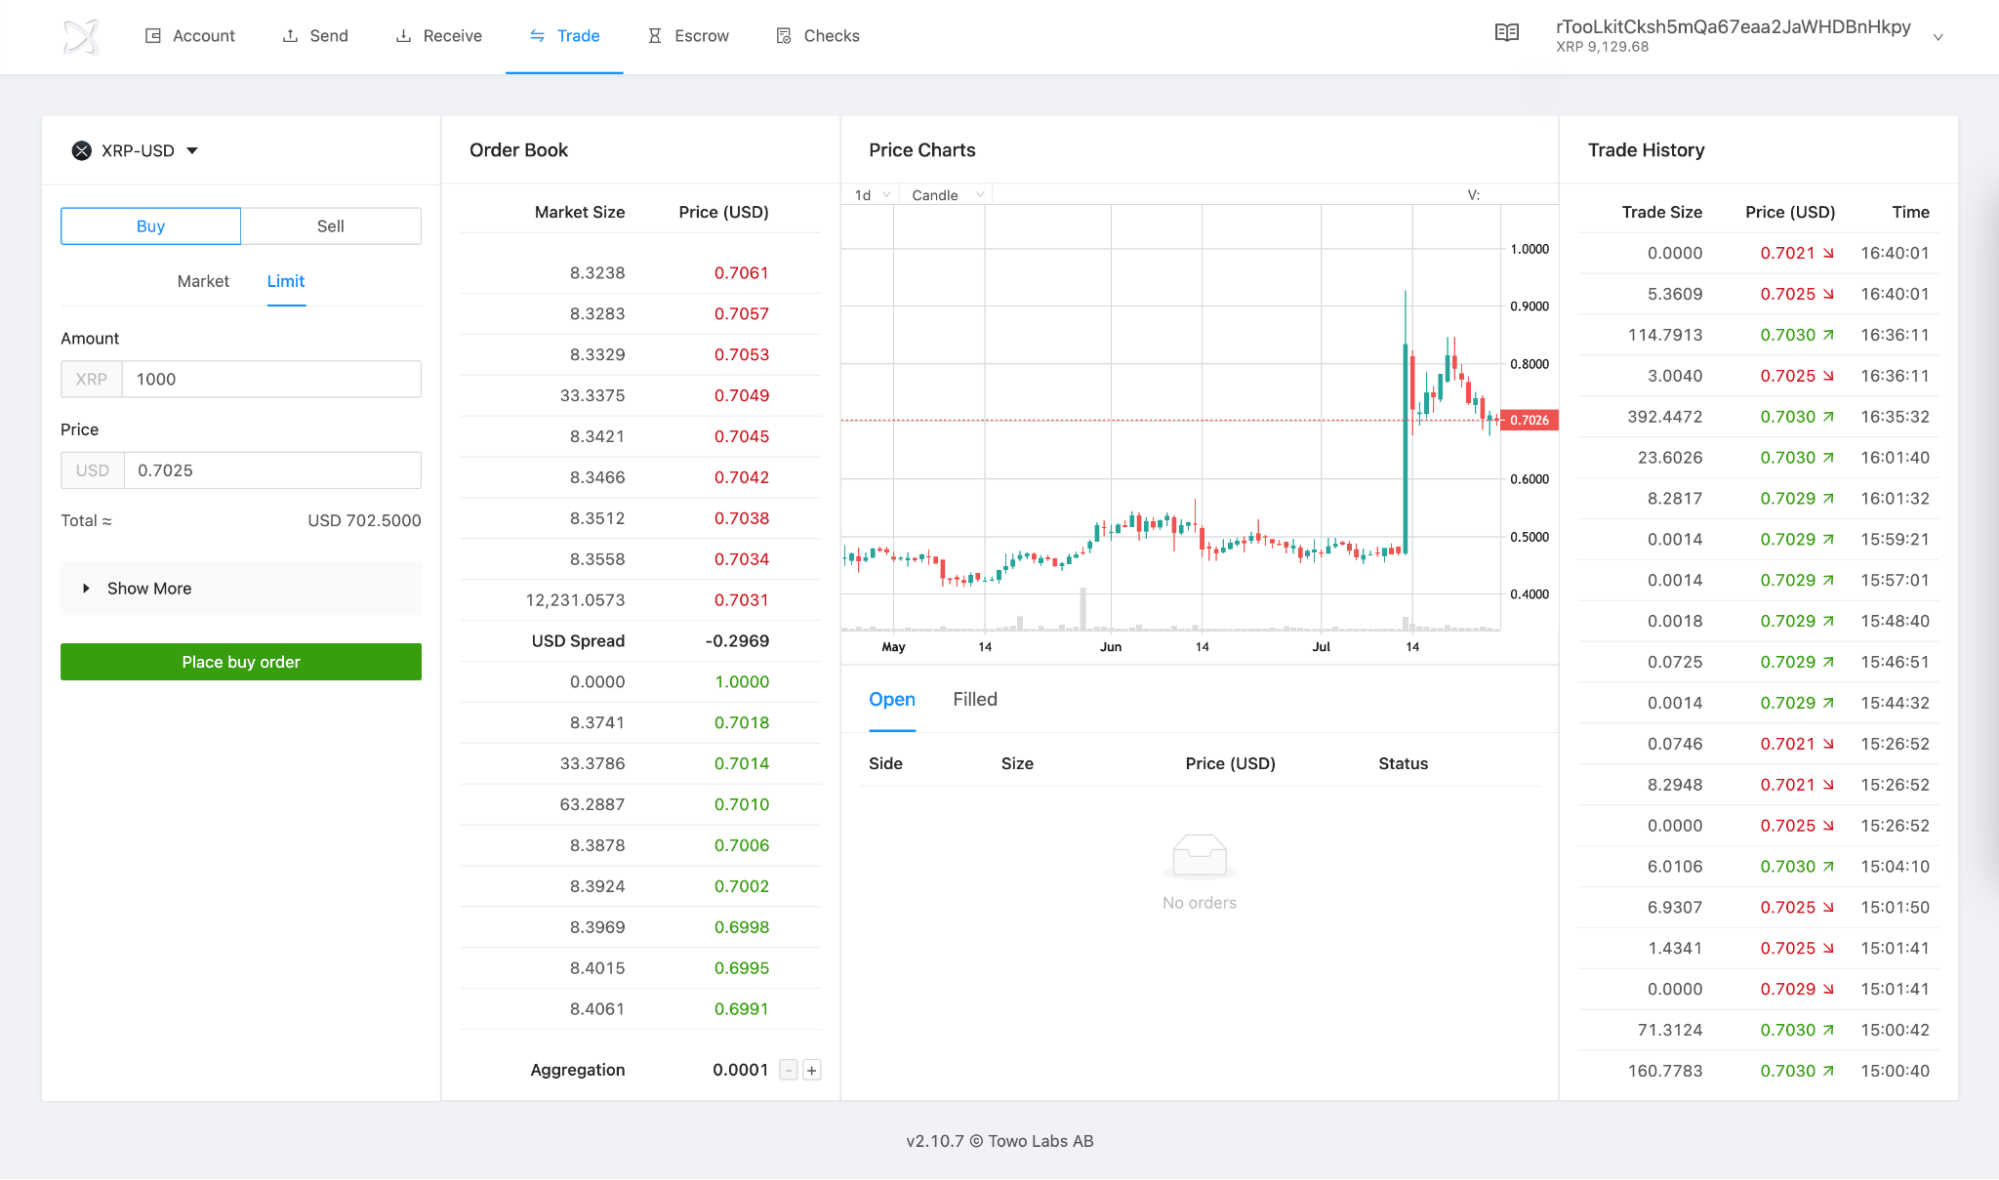 Account Send Receive Trade Escrow Checks
rTooLkitCksh5mQa67eaa2JaWHDBnHkpy
XRP 9,129.68
XRP-USD
Buy Sell
Market Limit
Amount
XRP 1000
Price
USD 0.7025
Total ≈ USD 702.5000
Show More
Place buy order
Order Book
Market Size Price (USD)
8.3238 0.7061
8.3283 0.7057
8.3329 0.7053
33.3375 0.7049
8.3421 0.7045
8.3466 0.7042
8.3512 0.7038
8.3558 0.7034
12,231.0573 0.7031
USD Spread -0.2969
0.0000 1.0000
8.3741 0.7018
33.3786 0.7014
63.2887 0.7010
8.3878 0.7006
8.3924 0.7002
8.3969 0.6998
8.4015 0.6995
8.4061 0.6991
Aggregation 0.0001 - +
Price Charts
1d Candle V:
1.0000
0.9000
0.8000
0.7026
0.6000
0.5000
0.4000
May 14 Jun 14 Jul 14
Open Filled
Side Size Price (USD) Status
No orders
Trade History
Trade Size Price (USD) Time
0.0000 0.7021 ↘ 16:40:01
5.3609 0.7025 ↘ 16:40:01
114.7913 0.7030 ↗ 16:36:11
3.0040 0.7025 ↘ 16:36:11
392.4472 0.7030 ↗ 16:35:32
23.6026 0.7030 ↗ 16:01:40
8.2817 0.7029 ↗ 16:01:32
0.0014 0.7029 ↗ 15:59:21
0.0014 0.7029 ↗ 15:57:01
0.0018 0.7029 ↗ 15:48:40
0.0725 0.7029 ↗ 15:46:51
0.0014 0.7029 ↗ 15:44:32
0.0746 0.7021 ↘ 15:26:52
8.2948 0.7021 ↘ 15:26:52
0.0000 0.7025 ↘ 15:26:52
6.0106 0.7030 ↗ 15:04:10
6.9307 0.7025 ↘ 15:01:50
1.4341 0.7025 ↘ 15:01:41
0.0000 0.7029 ↘ 15:01:41
71.3124 0.7030 ↗ 15:00:42
160.7783 0.7030 ↗ 15:00:40
v2.10.7 © Towo Labs AB